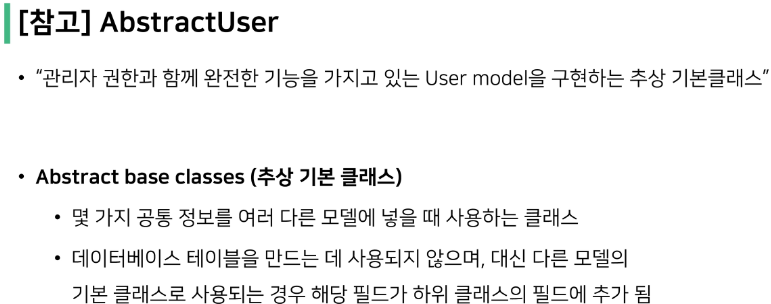 [참고] AbstractUser
• “관리자 권한과 함께 완전한 기능을 가지고 있는 User model을 구현하는 추상 기본클래스”
• Abstract base classes (추상 기본 클래스)
• 몇 가지 공통 정보를 여러 다른 모델에 넣을 때 사용하는 클래스
• 데이터베이스 테이블을 만드는 데 사용되지 않으며, 대신 다른 모델의
기본 클래스로 사용되는 경우 해당 필드가 하위 클래스의 필드에 추가 됨